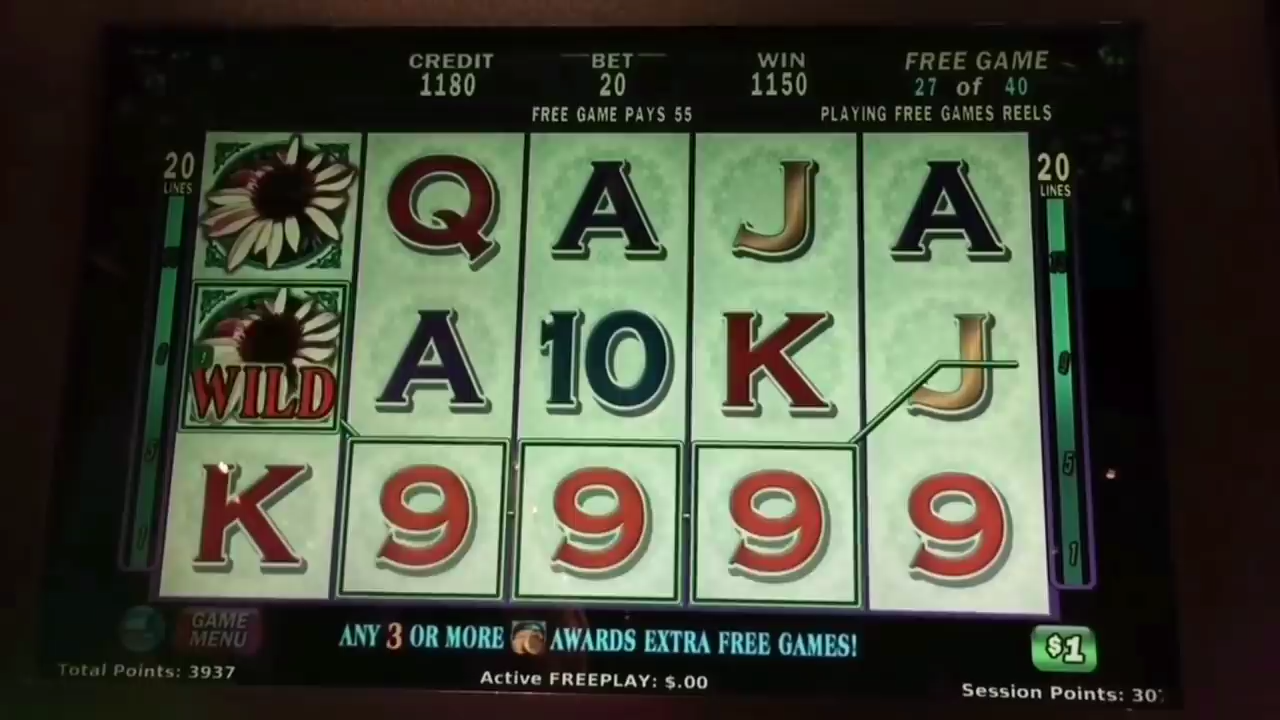 CREDIT BET WIN FREE GAME
1180 20 1150 27 of 40
FREE GAME PAYS 55 PLAYING FREE GAMES REELS
20 LINES Q A J A 20 LINES
WILD A 10 K J
K 9 9 9 9
GAME MENU
ANY 3 OR MORE AWARDS EXTRA FREE GAMES!
$1
Total Points: 3937
Active FREEPLAY: $.00
Session Points: